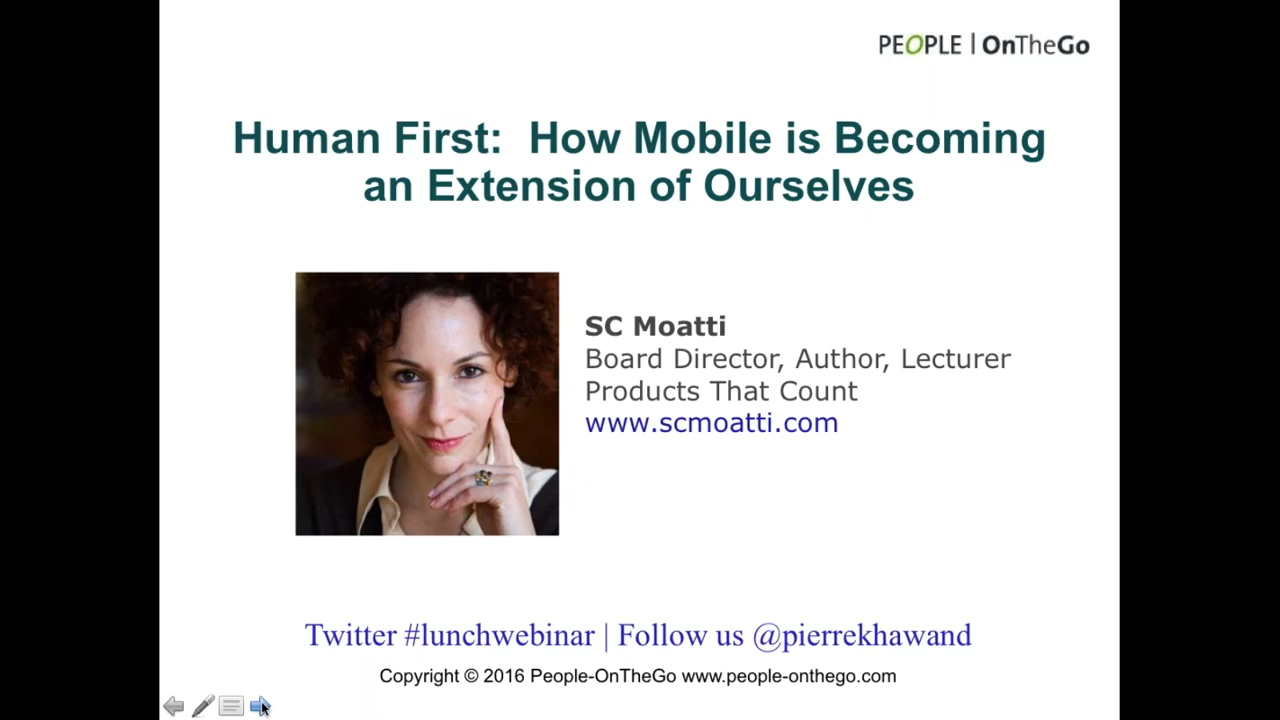 PEOPLE | OnTheGo
Human First: How Mobile is Becoming
an Extension of Ourselves
SC Moatti
Board Director, Author, Lecturer
Products That Count
www.scmoatti.com
Twitter #lunchwebinar | Follow us @pierrekhawand
Copyright © 2016 People-OnTheGo www.people-onthego.com